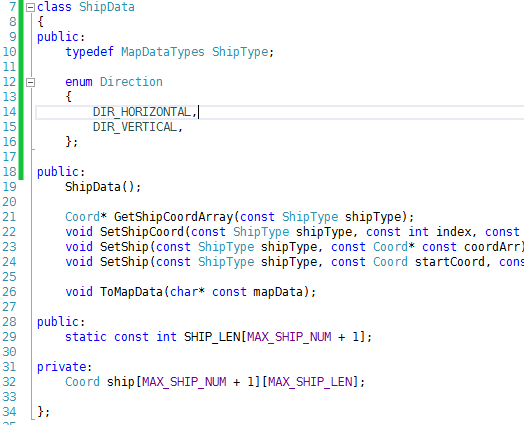 7 class ShipData
8 {
9 public:
10 typedef MapDataTypes ShipType;
11
12 enum Direction
13 {
14 DIR_HORIZONTAL,
15 DIR_VERTICAL,
16 };
17
18 public:
19 ShipData();
20
21 Coord* GetShipCoordArray(const ShipType shipType);
22 void SetShipCoord(const ShipType shipType, const int index, const
23 void SetShip(const ShipType shipType, const Coord* const coordArr)
24 void SetShip(const ShipType shipType, const Coord startCoord, cons
25
26 void ToMapData(char* const mapData);
27
28 public:
29 static const int SHIP_LEN[MAX_SHIP_NUM + 1];
30
31 private:
32 Coord ship[MAX_SHIP_NUM + 1][MAX_SHIP_LEN];
33
34 };